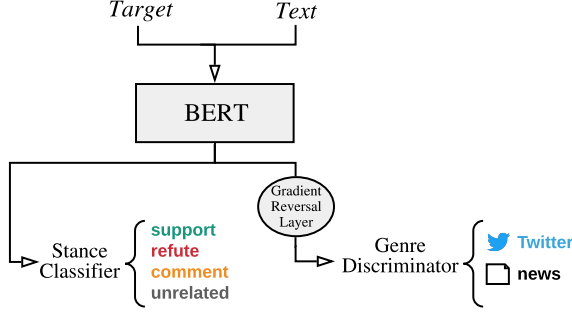 Target
Text
BERT
Gradient
Reversal
Layer
Stance
Classifier
support
refute
comment
unrelated
Genre
Discriminator
Twitter
news